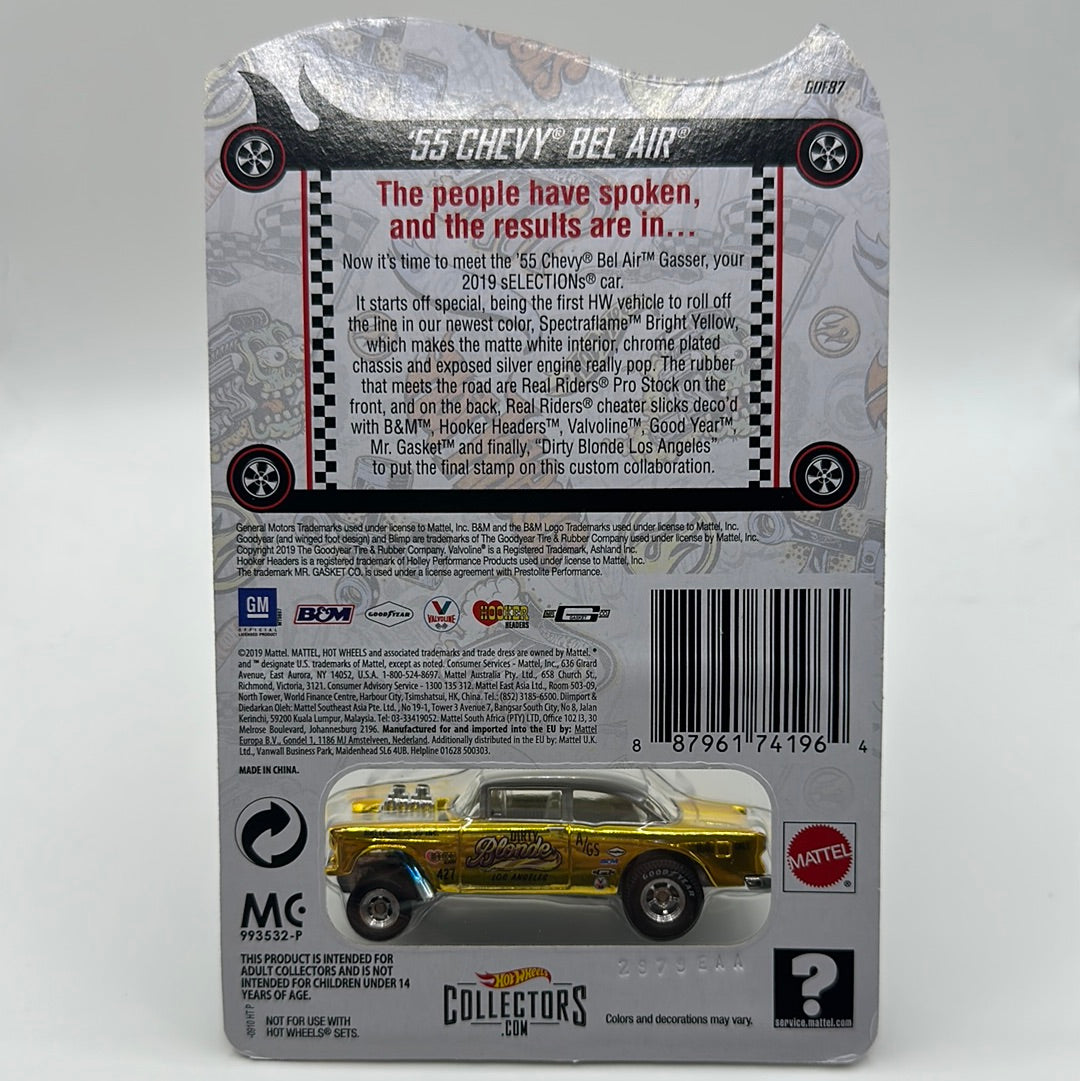 GDF87
'55 CHEVY® BEL AIR®
The people have spoken,
and the results are in...
Now it's time to meet the '55 Chevy® Bel Air™ Gasser, your
2019 sELECTIONs® car.
It starts off special, being the first HW vehicle to roll off
the line in our newest color, Spectraflame™ Bright Yellow,
which makes the matte white interior, chrome plated
chassis and exposed silver engine really pop. The rubber
that meets the road are Real Riders® Pro Stock on the
front, and on the back, Real Riders® cheater slicks deco'd
with B&M™, Hooker Headers™, Valvoline™, Good Year™,
Mr. Gasket™ and finally, “Dirty Blonde Los Angeles”
to put the final stamp on this custom collaboration.
General Motors Trademarks used under license to Mattel, Inc. B&M and the B&M Logo Trademarks used under license to Mattel, Inc.
Goodyear (and winged foot design) and Blimp are trademarks of The Goodyear Tire & Rubber Company used under license by Mattel, Inc.
Copyright 2019 The Goodyear Tire & Rubber Company. Valvoline® is a Registered Trademark, Ashland Inc.
Hooker Headers is a registered trademark of Holley Performance Products used under license to Mattel, Inc.
The trademark MR. GASKET CO. is used under a license agreement with Prestolite Performance.
GM
OFFICIAL
LICENSED PRODUCT
B&M
GOODYEAR
VALVOLINE
HOOKER
HEADERS
GASKET
©2019 Mattel. MATTEL, HOT WHEELS and associated trademarks and trade dress are owned by Mattel. ®
and ™ designate U.S. trademarks of Mattel, except as noted. Consumer Services - Mattel, Inc., 636 Girard
Avenue, East Aurora, NY 14052, U.S.A. 1-800-524-8697. Mattel Australia Pty. Ltd., 658 Church St.,
Richmond, Victoria, 3121. Consumer Advisory Service - 1300 135 312. Mattel East Asia Ltd., Room 503-09,
North Tower, World Finance Centre, Harbour City, Tsimshatsui, HK, China. Tel.: (852) 3185-6500. Diimport &
Diedarkan Oleh: Mattel Southeast Asia Pte. Ltd., No 19-1, Tower 3 Avenue 7, Bangsar South City, No 8, Jalan
Kerinchi, 59200 Kuala Lumpur, Malaysia. Tel: 03-33419052. Mattel South Africa (PTY) LTD, Office 102 I3, 30
Melrose Boulevard, Johannesburg 2196. Manufactured for and imported into the EU by: Mattel
Europa B.V., Gondel 1, 1186 MJ Amstelveen, Nederland. Additionally distributed in the EU by: Mattel U.K.
Ltd., Vanwall Business Park, Maidenhead SL6 4UB. Helpline 01628 500303.
8 87961 74196 4
MADE IN CHINA.
DIRTY
Blonde
LOS ANGELES
A/GS
427
GOODYEAR
MATTEL®
MC
993532-P
THIS PRODUCT IS INTENDED FOR
ADULT COLLECTORS AND IS NOT
INTENDED FOR CHILDREN UNDER 14
YEARS OF AGE.
NOT FOR USE WITH
HOT WHEELS® SETS.
-0910 HT P
2979EAA
Hot Wheels
COLLECTORS
.COM
Colors and decorations may vary.
?
service.mattel.com